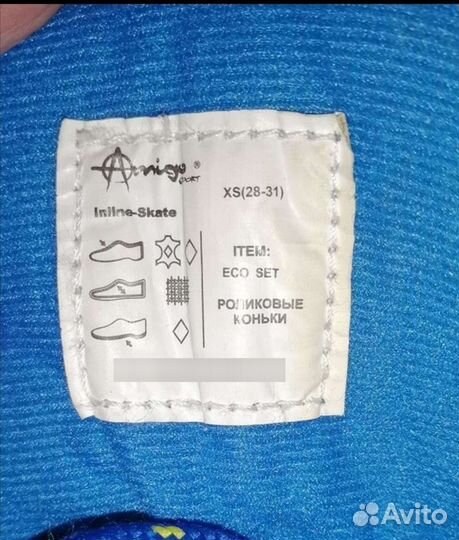 Amigo®
SPORT
Inline-Skate
XS(28-31)
ITEM:
ECO SET
РОЛИКОВЫЕ
КОНЬКИ
Avito